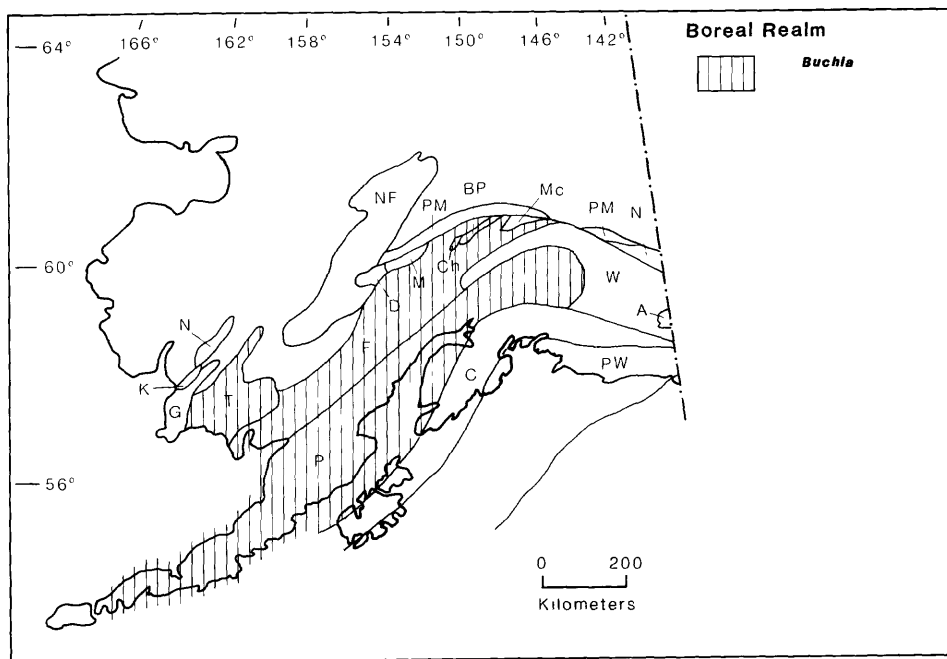 166° 162° 158° 154° 150° 146° 142°
64°
60°
56°
Boreal Realm
Buchia
NF
PM
BP
Mc
PM
N
W
A
Ch
M
D
N
K
G
T
F
C
PW
P
0 200
Kilometers